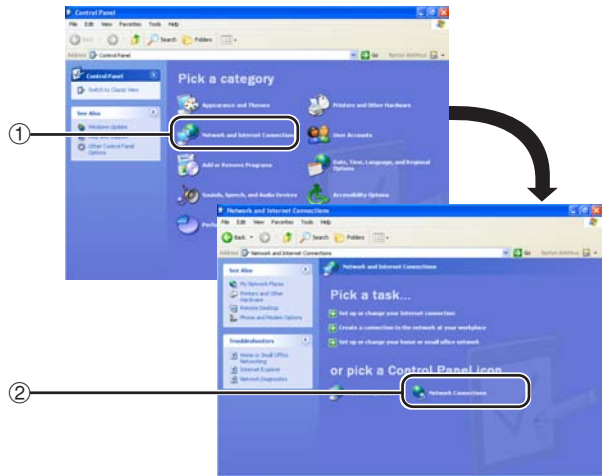 Control Panel
File Edit View Favorites Tools Help
Back Search Folders
Address Control Panel Go Norton AntiVirus
Control Panel
Switch to Classic View
See Also
Windows Update
Help and Support
Other Control Panel
Options
Pick a category
Appearance and Themes
Printers and Other Hardware
①
Network and Internet Connections
User Accounts
Add or Remove Programs
Date, Time, Language, and Regional
Options
Sounds, Speech, and Audio Devices
Accessibility Options
Network and Internet Connections
File Edit View Favorites Tools Help
Back Search Folders
Address Network and Internet Connections Go Norton AntiVirus
See Also
My Network Places
Printers and Other
Hardware
Remote Desktop
Phone and Modem Options
Troubleshooters
Home or Small Office
Networking
Internet Explorer
Network Diagnostics
Network and Internet Connections
Pick a task...
Set up or change your Internet connection
Create a connection to the network at your workplace
Set up or change your home or small office network
or pick a Control Panel icon
②
Network Connections